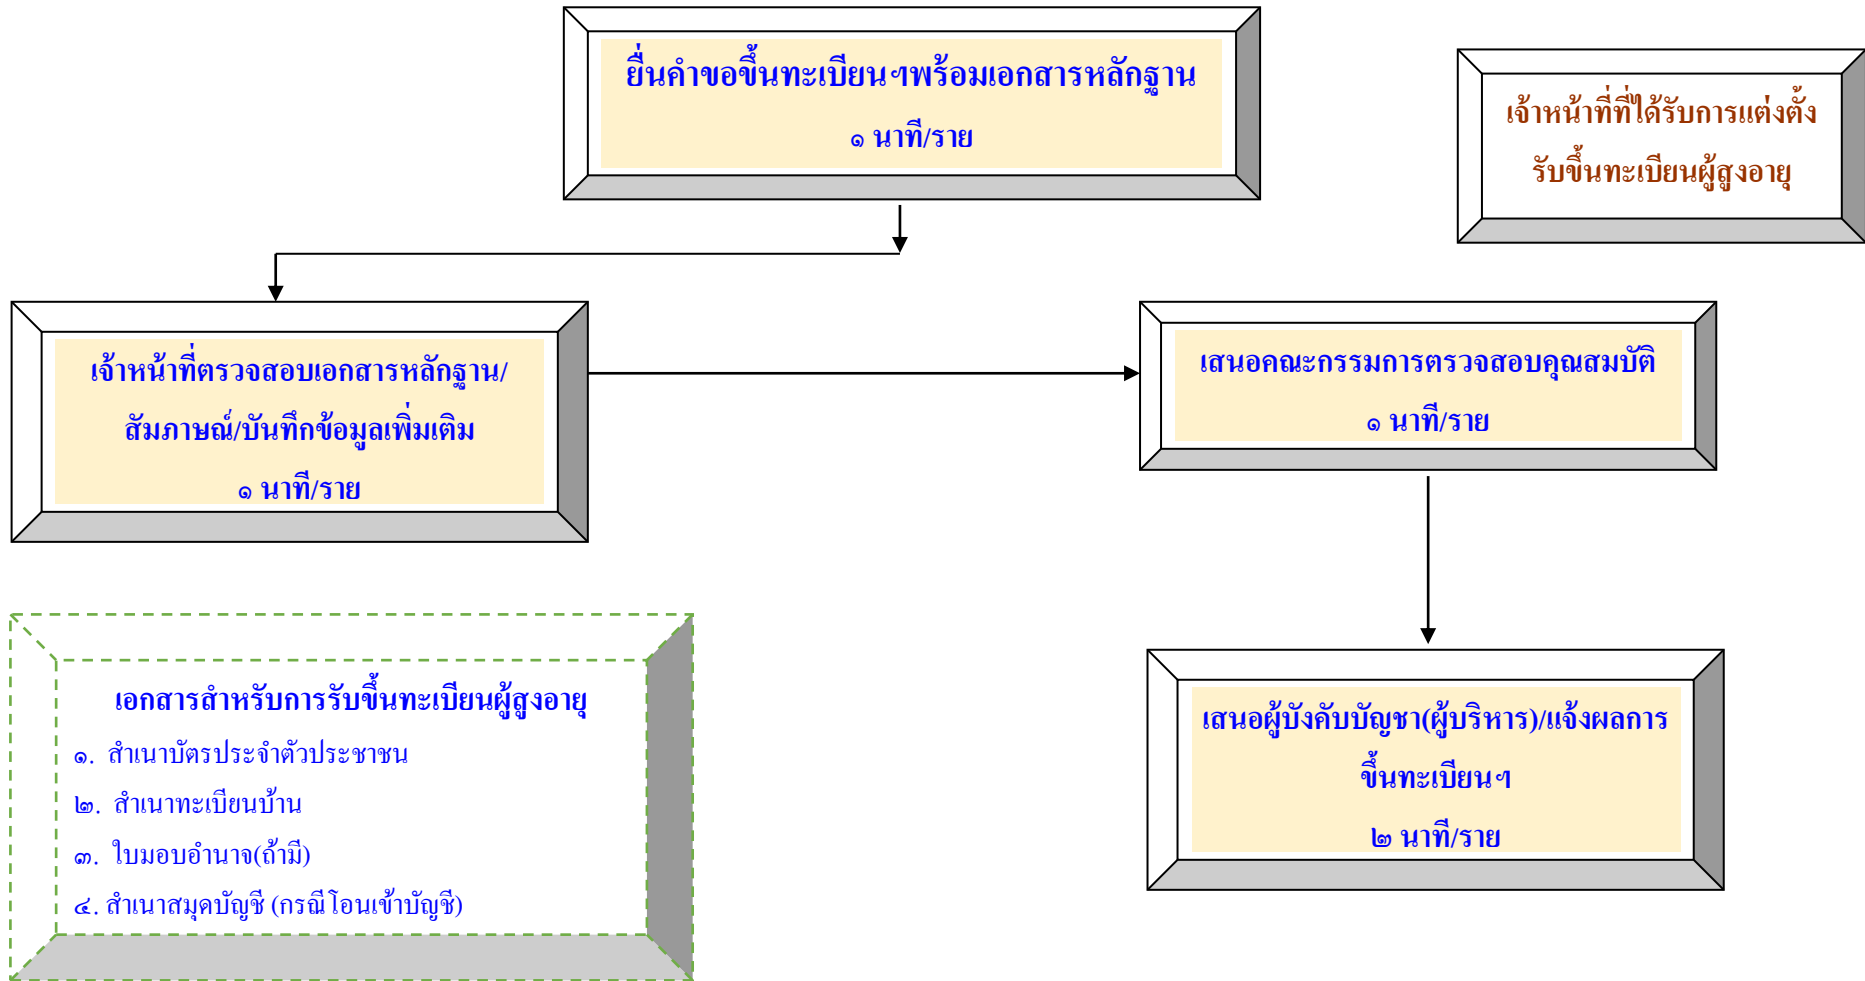 ยื่นคำขอขึ้นทะเบียนฯพร้อมเอกสารหลักฐาน
๑ นาที/ราย
เจ้าหน้าที่ที่ได้รับการแต่งตั้ง
รับขึ้นทะเบียนผู้สูงอายุ
เจ้าหน้าที่ตรวจสอบเอกสารหลักฐาน/
สัมภาษณ์/บันทึกข้อมูลเพิ่มเติม
๑ นาที/ราย
เสนอคณะกรรมการตรวจสอบคุณสมบัติ
๑ นาที/ราย
เอกสารสำหรับการรับขึ้นทะเบียนผู้สูงอายุ
๑. สำเนาบัตรประจำตัวประชาชน
๒. สำเนาทะเบียนบ้าน
๓. ใบมอบอำนาจ(ถ้ามี)
๔. สำเนาสมุดบัญชี (กรณีโอนเข้าบัญชี)
เสนอผู้บังคับบัญชา(ผู้บริหาร)/แจ้งผลการ
ขึ้นทะเบียนฯ
๒ นาที/ราย